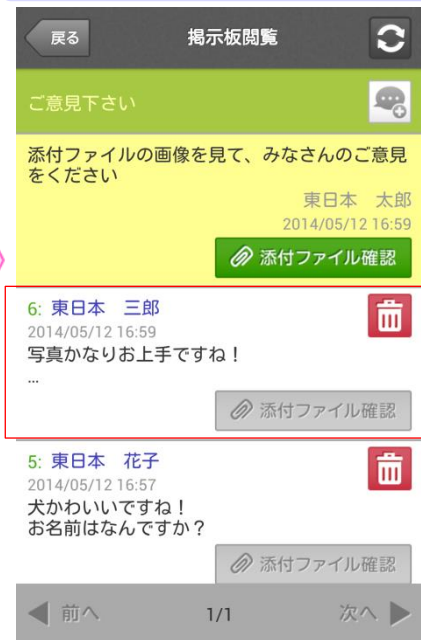 戻る
掲示板閲覧
ご意見下さい
添付ファイルの画像を見て、みなさんのご意見
をください
東日本　太郎
2014/05/12 16:59
添付ファイル確認
6: 東日本　三郎
2014/05/12 16:59
写真かなりお上手ですね！
...
添付ファイル確認
5: 東日本　花子
2014/05/12 16:57
犬かわいいですね！
お名前はなんですか？
添付ファイル確認
前へ
1/1
次へ